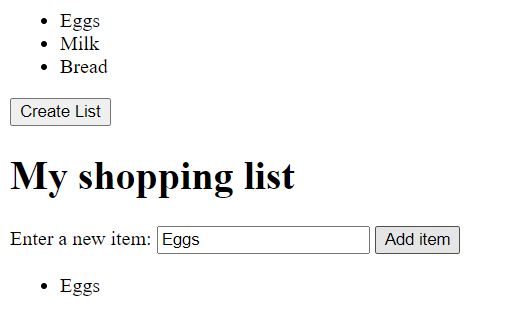 Eggs
Milk
Bread
Create List
My shopping list
Enter a new item: Eggs Add item
Eggs